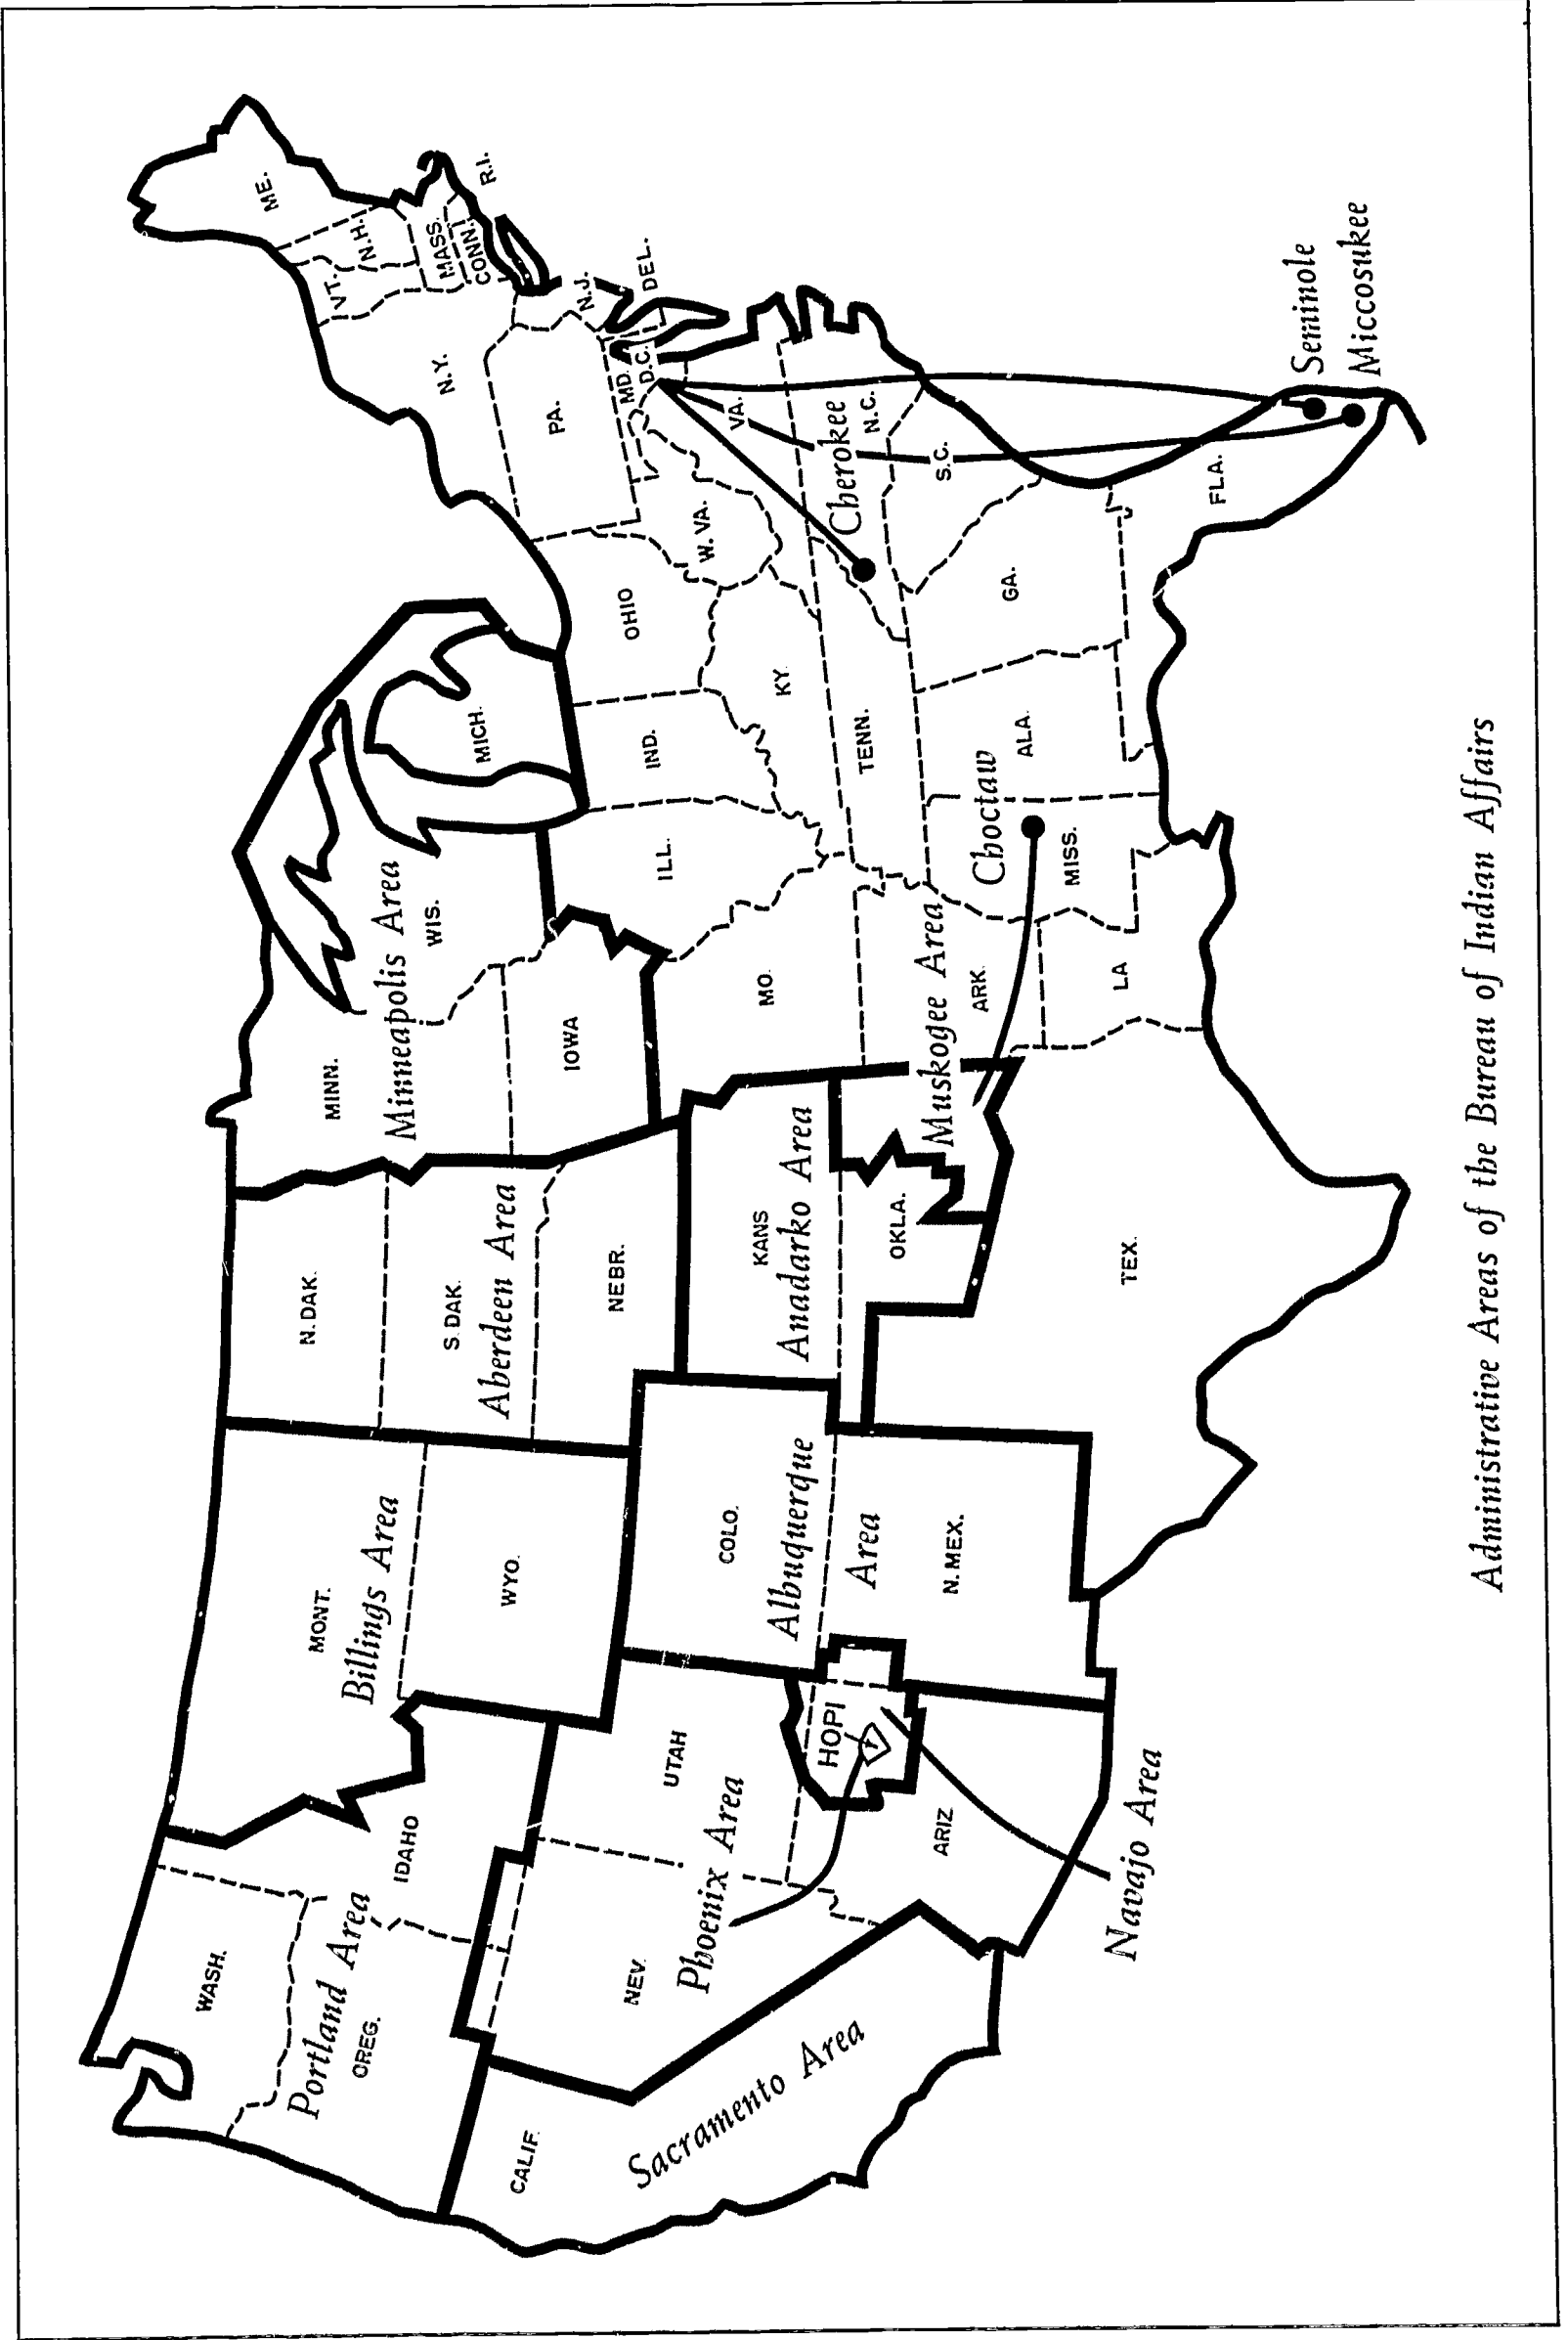 WASH.
Portland Area
OREG.
IDAHO
MONT.
Billings Area
WYO.
N. DAK.
S. DAK.
Aberdeen Area
NEBR.
MINN.
Minneapolis Area
WIS.
IOWA
MICH.
CALIF.
Sacramento Area
NEV.
Phoenix Area
UTAH
HOPI
ARIZ
Navajo Area
COLO.
Albuquerque
Area
N. MEX.
KANS
Anadarko Area
OKLA.
Muskogee Area
TEX.
MO.
ARK.
LA
ILL.
IND.
OHIO
KY.
TENN.
Choctaw
MISS.
ALA.
GA.
FLA.
S.C.
N.C.
Cherokee
VA.
W. VA.
MD.
D.C.
DEL.
PA.
N.J.
N.Y.
CONN.
R.I.
MASS.
VT.
N.H.
ME.
Seminole
Miccosukee
Administrative Areas of the Bureau of Indian Affairs